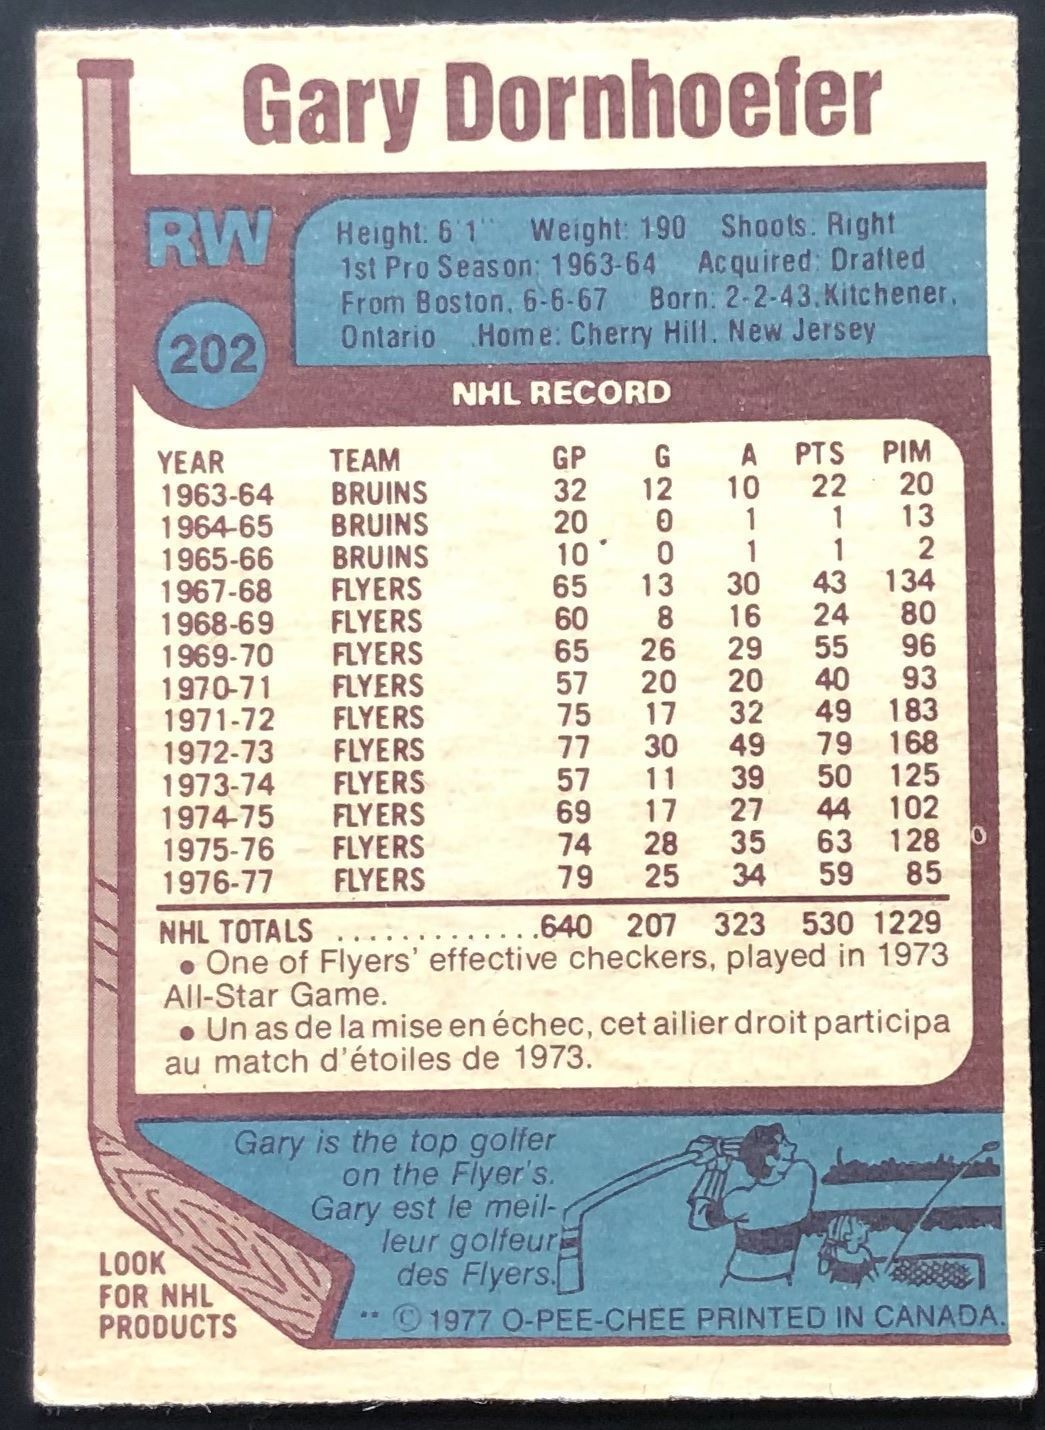 Gary Dornhoefer
RW
202
Height: 6'1" Weight: 190 Shoots: Right
1st Pro Season: 1963-64 Acquired: Drafted
From Boston, 6-6-67 Born: 2-2-43, Kitchener,
Ontario Home: Cherry Hill, New Jersey
NHL RECORD
YEAR TEAM GP G A PTS PIM
1963-64 BRUINS 32 12 10 22 20
1964-65 BRUINS 20 0 1 1 13
1965-66 BRUINS 10 0 1 1 2
1967-68 FLYERS 65 13 30 43 134
1968-69 FLYERS 60 8 16 24 80
1969-70 FLYERS 65 26 29 55 96
1970-71 FLYERS 57 20 20 40 93
1971-72 FLYERS 75 17 32 49 183
1972-73 FLYERS 77 30 49 79 168
1973-74 FLYERS 57 11 39 50 125
1974-75 FLYERS 69 17 27 44 102
1975-76 FLYERS 74 28 35 63 128
1976-77 FLYERS 79 25 34 59 85
NHL TOTALS ..............640 207 323 530 1229
• One of Flyers' effective checkers, played in 1973
All-Star Game.
• Un as de la mise en échec, cet ailier droit participa
au match d'étoiles de 1973.
Gary is the top golfer
on the Flyer's.
Gary est le meil-
leur golfeur
des Flyers.
LOOK
FOR NHL
PRODUCTS
** © 1977 O-PEE-CHEE PRINTED IN CANADA.